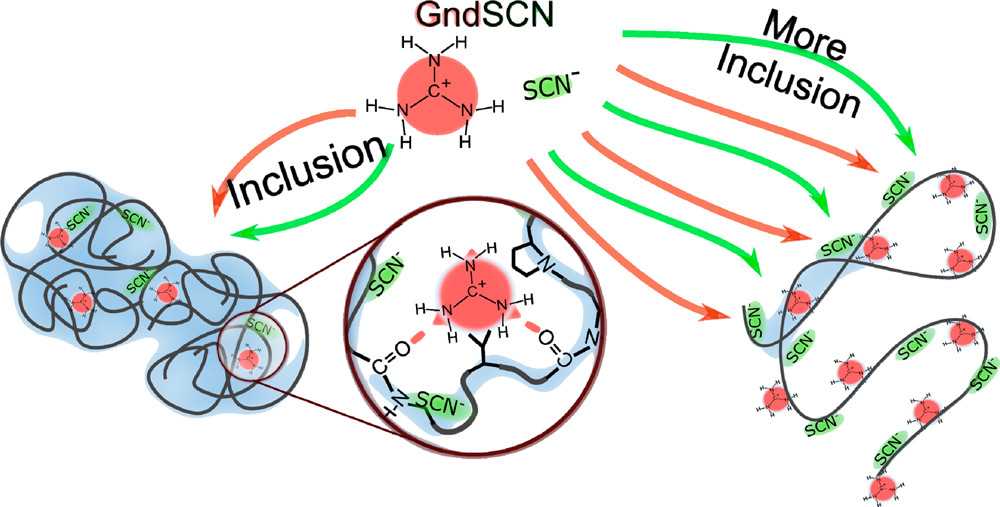 GndSCN
H H
N
C+
H N N H
H H
SCN-
More
Inclusion
Inclusion
SCN-
SCN-
SCN
SCN-
SCN-
H N H
C+
H N N H
H H
N
O O
C C
N
N
H
SCN-
SCN-
SCN-
SCN-
SCN-
SCN-
SCN-
SCN-
SCN-
SCN-